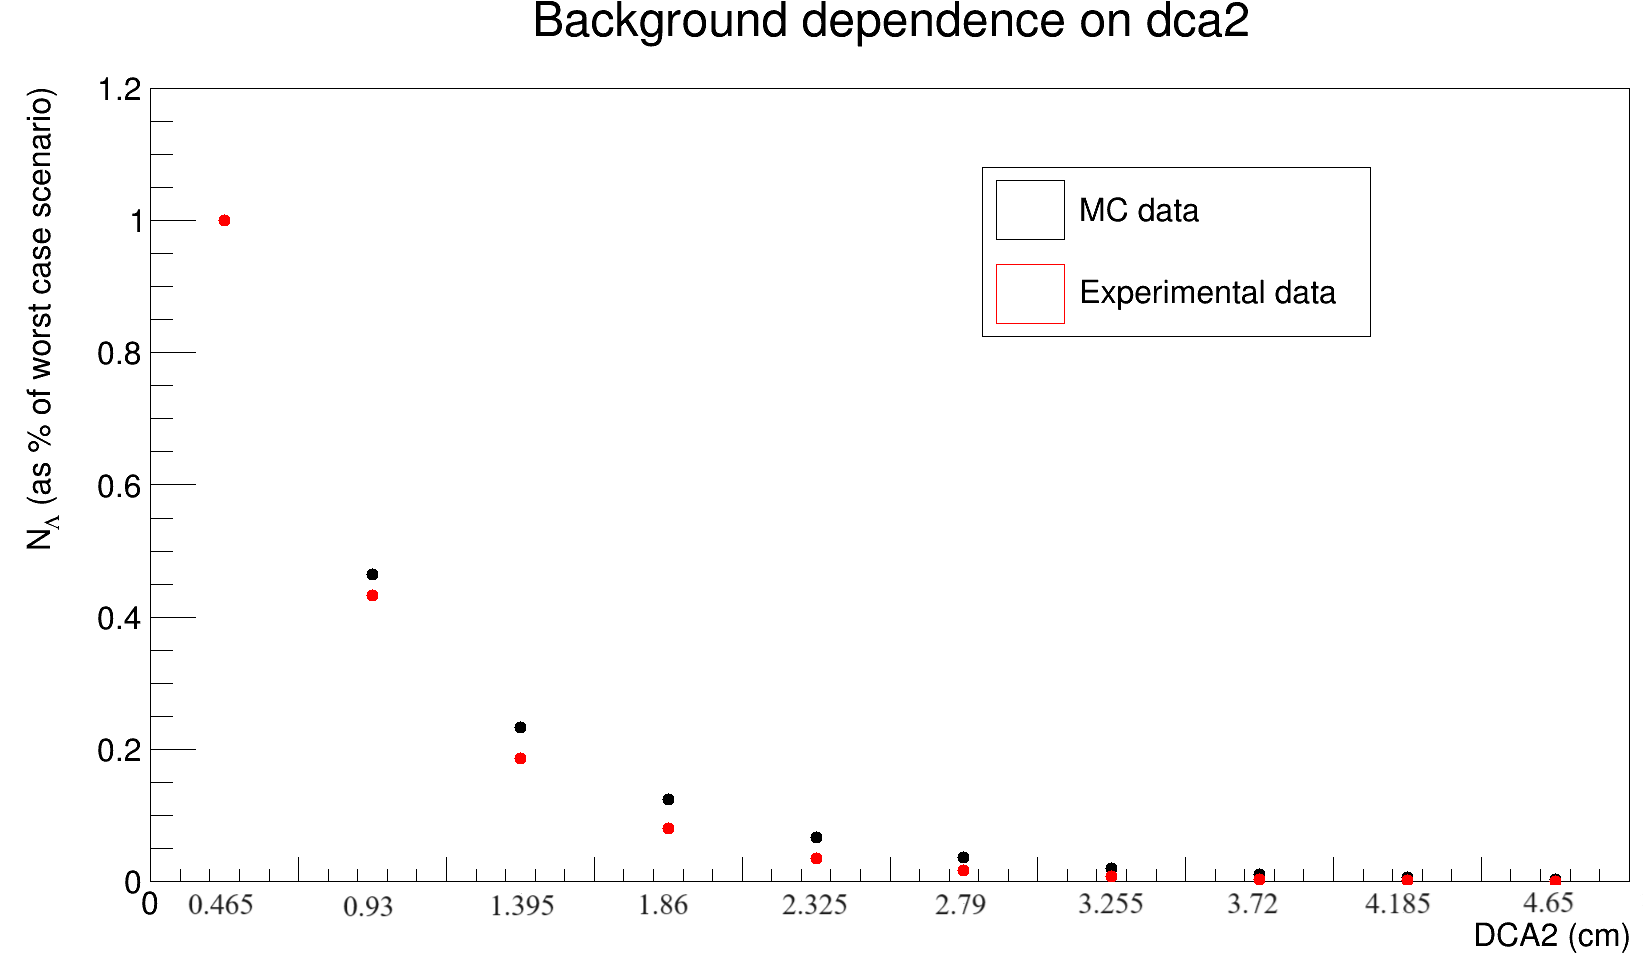 Background dependence on dca2
N_Λ (as % of worst case scenario)
1.2
1
0.8
0.6
0.4
0.2
0
MC data
Experimental data
0 0.465 0.93 1.395 1.86 2.325 2.79 3.255 3.72 4.185 4.65
DCA2 (cm)